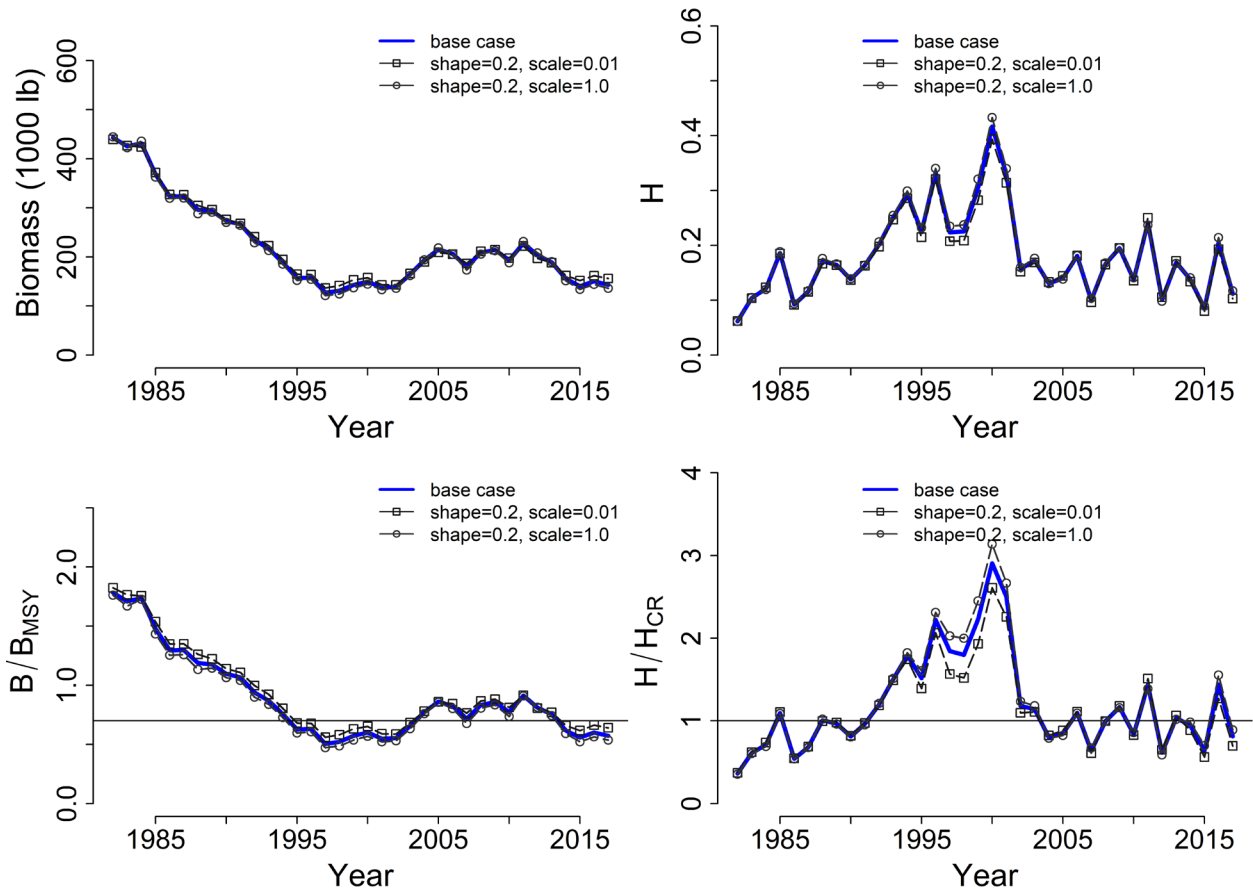 Biomass (1000 lb)
600
400
200
0
base case
shape=0.2, scale=0.01
shape=0.2, scale=1.0
1985 1995 2005 2015
Year
H
0.6
0.4
0.2
0.0
base case
shape=0.2, scale=0.01
shape=0.2, scale=1.0
1985 1995 2005 2015
Year
B/BMSY
2.0
1.0
0.0
base case
shape=0.2, scale=0.01
shape=0.2, scale=1.0
1985 1995 2005 2015
Year
H/HCR
4
3
2
1
0
base case
shape=0.2, scale=0.01
shape=0.2, scale=1.0
1985 1995 2005 2015
Year